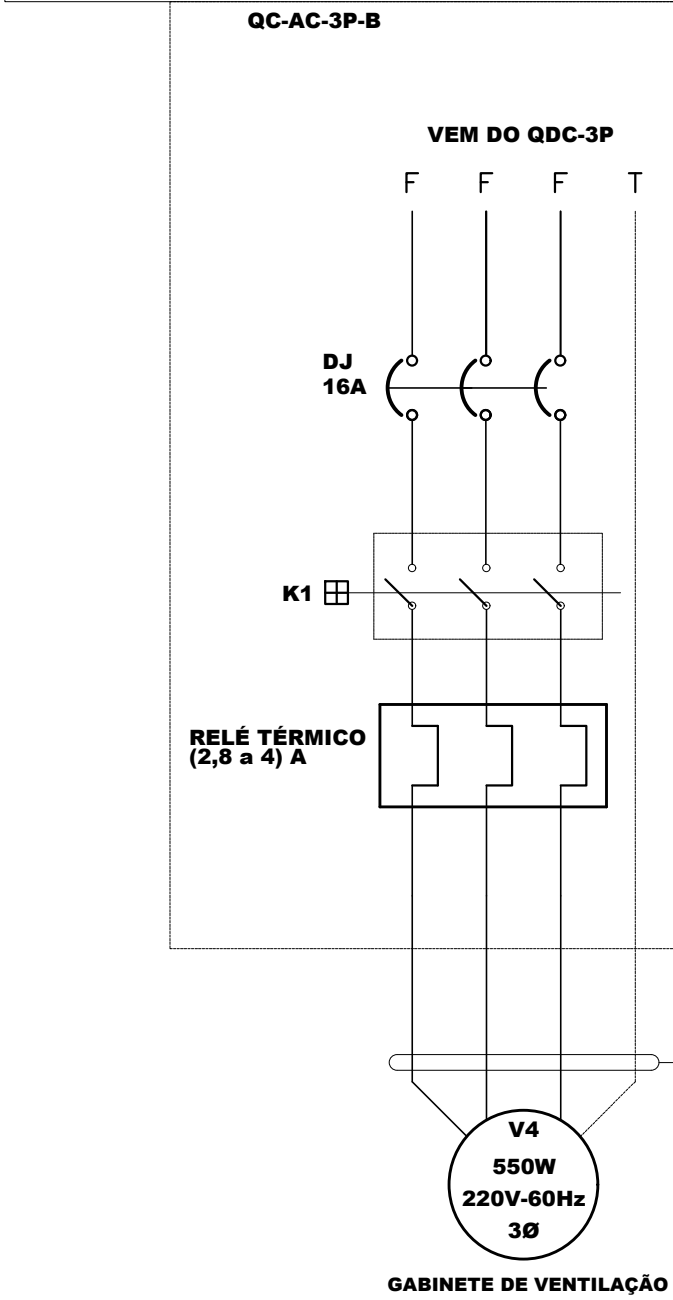 QC-AC-3P-B
VEM DO QDC-3P
F F F T
DJ
16A
K1
RELÉ TÉRMICO
(2,8 a 4) A
V4
550W
220V-60Hz
3Ø
GABINETE DE VENTILAÇÃO